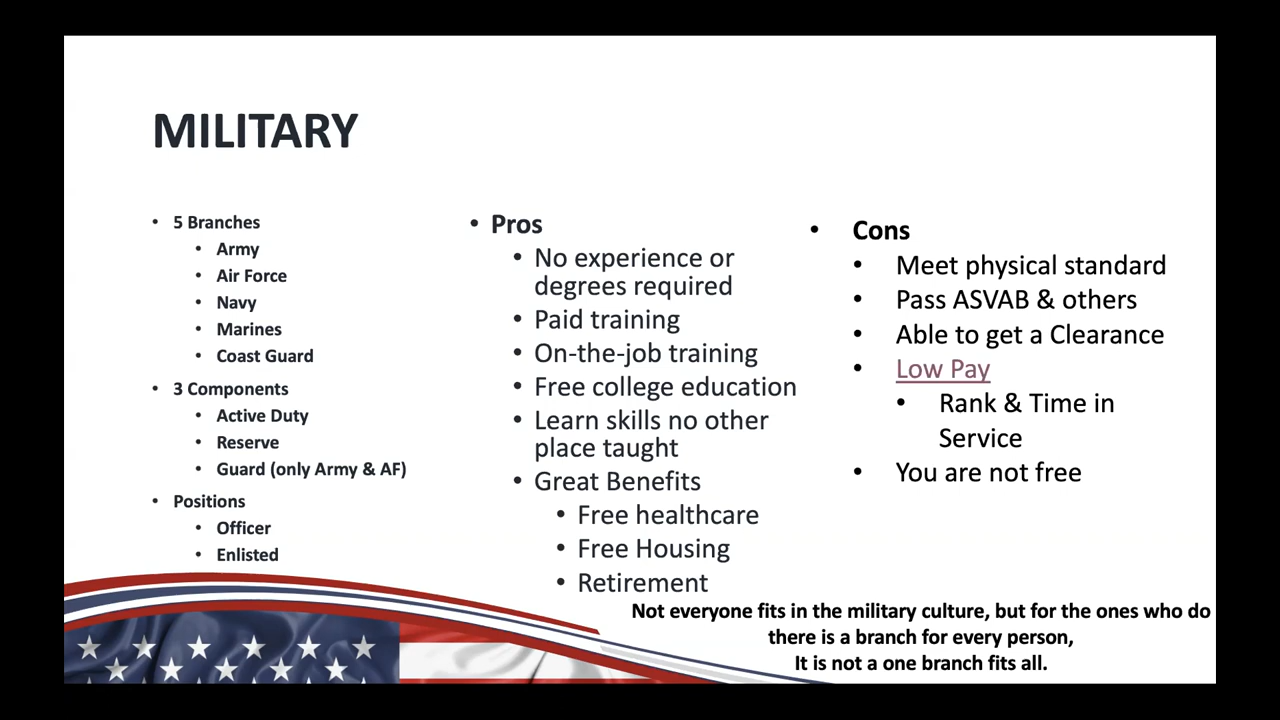 MILITARY
• 5 Branches
• Army
• Air Force
• Navy
• Marines
• Coast Guard
• 3 Components
• Active Duty
• Reserve
• Guard (only Army & AF)
• Positions
• Officer
• Enlisted
• Pros
• No experience or
degrees required
• Paid training
• On-the-job training
• Free college education
• Learn skills no other
place taught
• Great Benefits
• Free healthcare
• Free Housing
• Retirement
• Cons
• Meet physical standard
• Pass ASVAB & others
• Able to get a Clearance
• Low Pay
• Rank & Time in
Service
• You are not free
Not everyone fits in the military culture, but for the ones who do
there is a branch for every person,
It is not a one branch fits all.